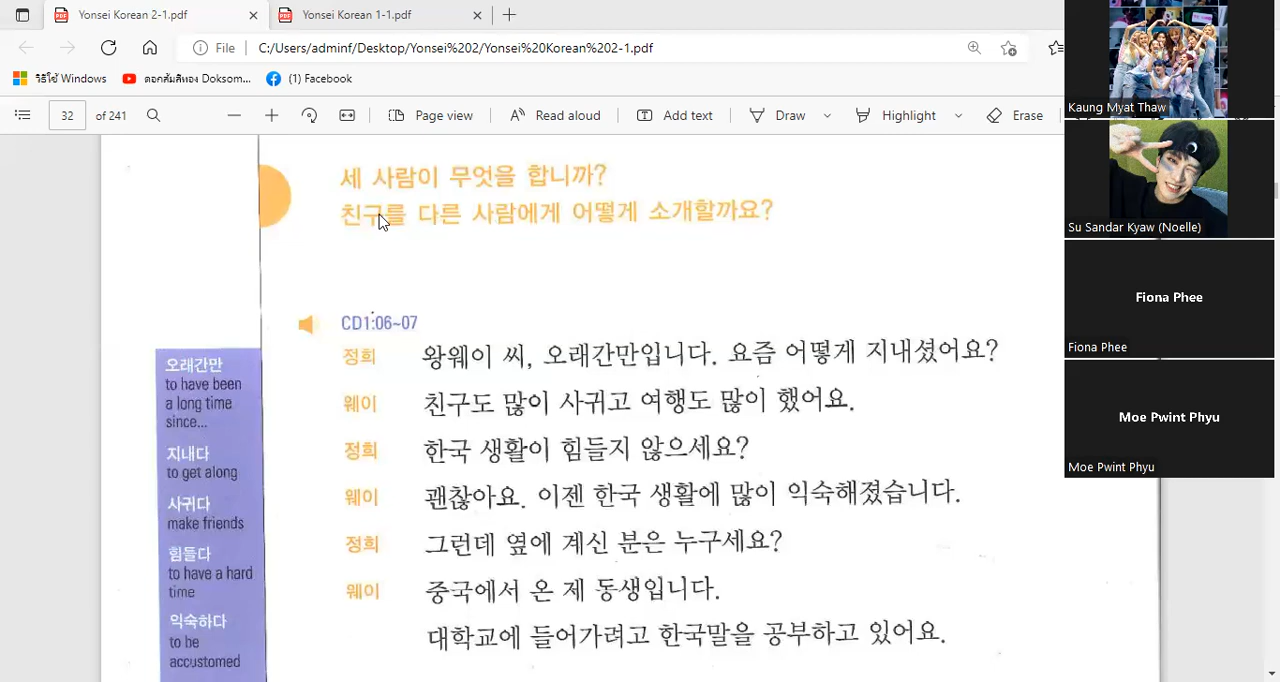 Yonsei Korean 2-1.pdf
Yonsei Korean 1-1.pdf
File C:/Users/adminf/Desktop/Yonsei%202/Yonsei%20Korean%202-1.pdf
วิธีใช้ Windows
ดอกส้มสีทอง Doksom...
(1) Facebook
32 of 241
Page view
Read aloud
Add text
Draw
Highlight
Erase
Kaung Myat Thaw
Su Sandar Kyaw (Noelle)
Fiona Phee
Fiona Phee
Moe Pwint Phyu
Moe Pwint Phyu
세 사람이 무엇을 합니까?
친구를 다른 사람에게 어떻게 소개할까요?
CD1:06~07
정희 왕웨이 씨, 오래간만입니다. 요즘 어떻게 지내셨어요?
웨이 친구도 많이 사귀고 여행도 많이 했어요.
정희 한국 생활이 힘들지 않으세요?
웨이 괜찮아요. 이젠 한국 생활에 많이 익숙해졌습니다.
정희 그런데 옆에 계신 분은 누구세요?
웨이 중국에서 온 제 동생입니다.
대학교에 들어가려고 한국말을 공부하고 있어요.
오래간만
to have been
a long time
since...
지내다
to get along
사귀다
make friends
힘들다
to have a hard
time
익숙하다
to be
accustomed